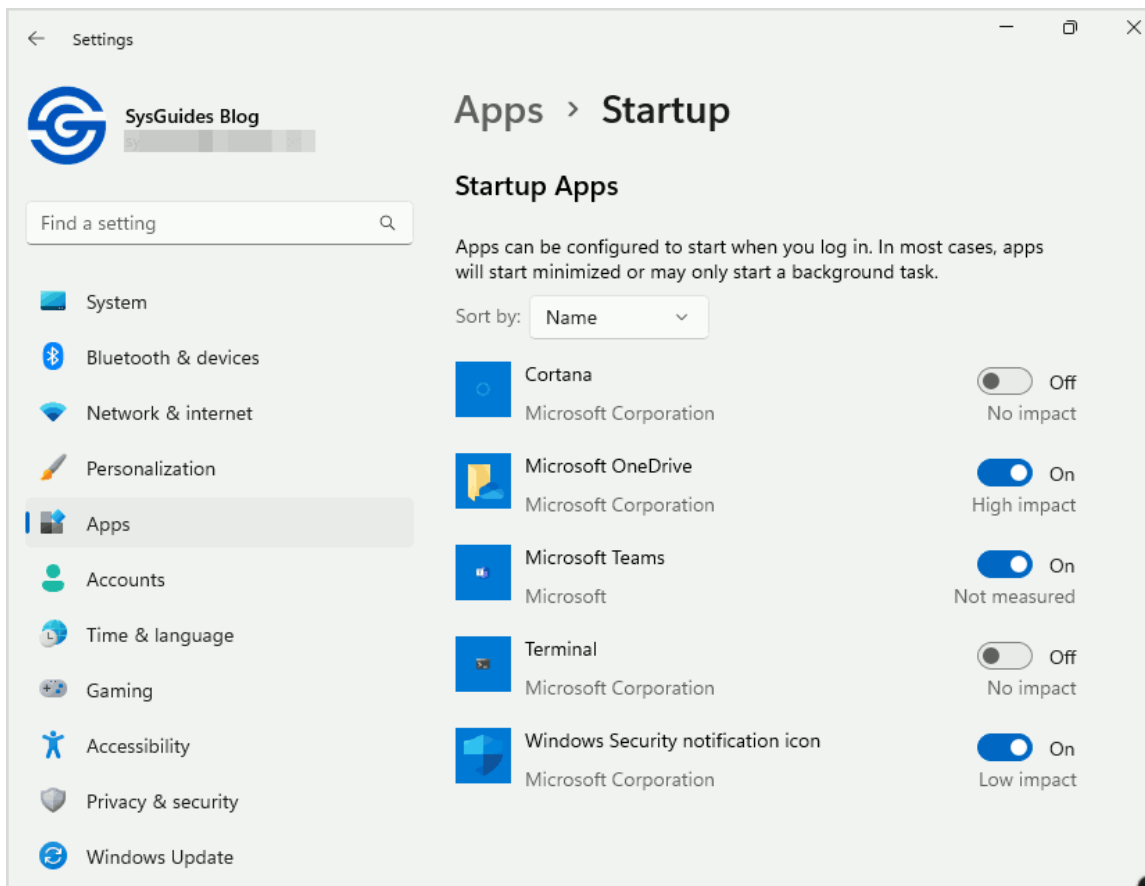 Settings
SysGuides Blog
Find a setting
System
Bluetooth & devices
Network & internet
Personalization
Apps
Accounts
Time & language
Gaming
Accessibility
Privacy & security
Windows Update
Apps › Startup
Startup Apps
Apps can be configured to start when you log in. In most cases, apps
will start minimized or may only start a background task.
Sort by: Name
Cortana
Off
Microsoft Corporation
No impact
Microsoft OneDrive
On
Microsoft Corporation
High impact
Microsoft Teams
On
Microsoft
Not measured
Terminal
Off
Microsoft Corporation
No impact
Windows Security notification icon
On
Microsoft Corporation
Low impact